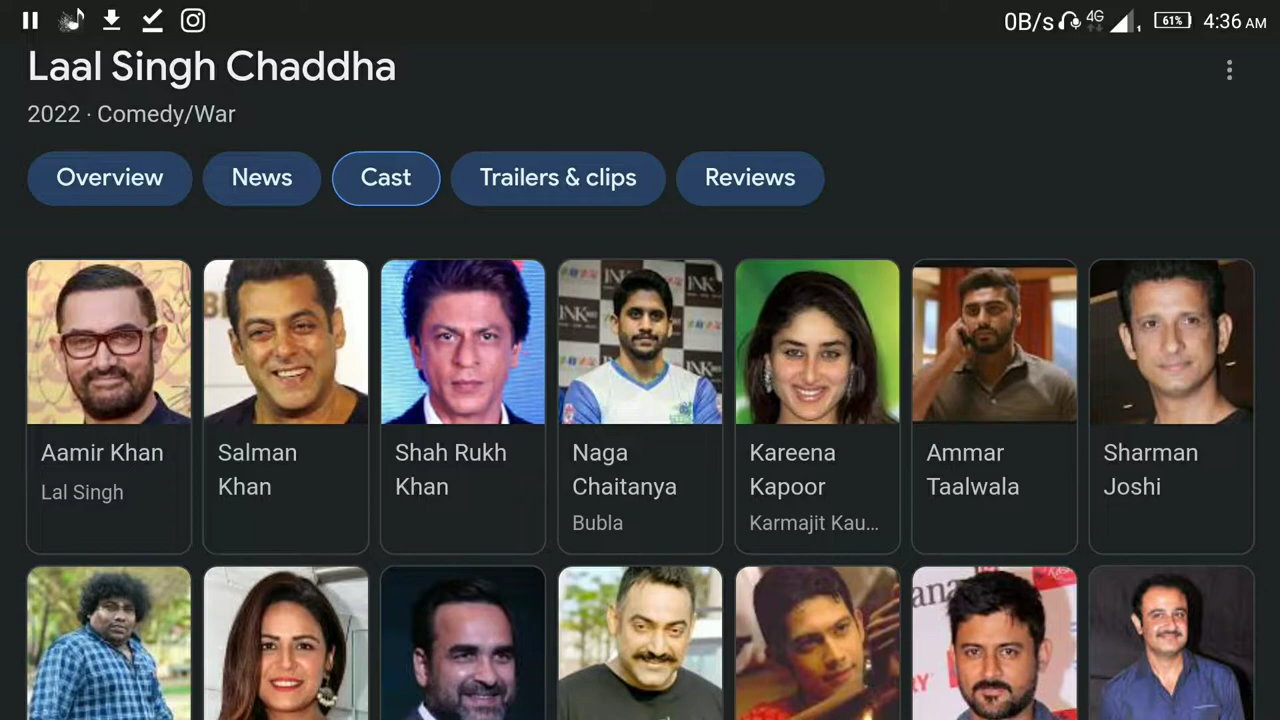 0B/s 4G 61% 4:36 AM
Laal Singh Chaddha
2022 · Comedy/War
Overview News Cast Trailers & clips Reviews
Aamir Khan
Lal Singh
Salman
Khan
Shah Rukh
Khan
Naga
Chaitanya
Bubla
Kareena
Kapoor
Karmajit Kau...
Ammar
Taalwala
Sharman
Joshi